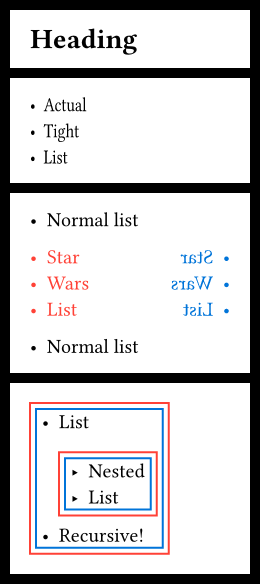 Heading
• Actual
• Tight
• List
• Normal list
• Star Star •
• Wars Wars •
• List List •
• Normal list
• List
‣ Nested
‣ List
• Recursive!